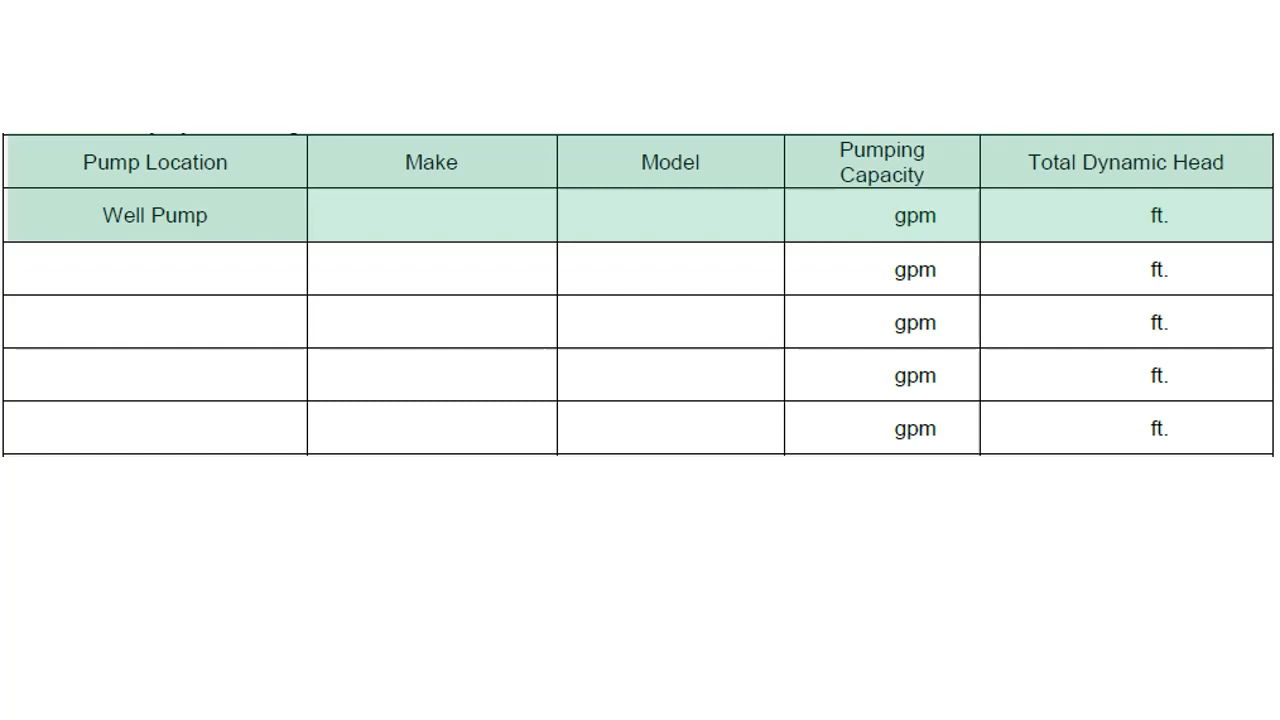 Pump Location Make Model Pumping Capacity Total Dynamic Head
Well Pump gpm ft.
gpm ft.
gpm ft.
gpm ft.
gpm ft.